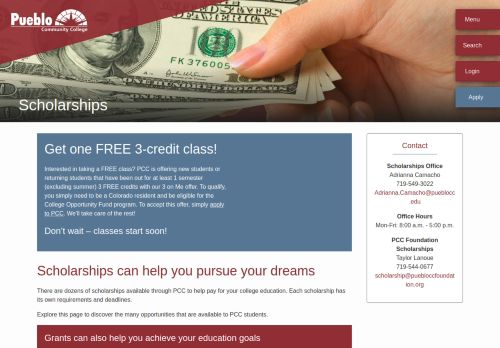 Pueblo
Community College
Menu
Search
Login
Apply
FK376005
Scholarships
Get one FREE 3-credit class!
Interested in taking a FREE class? PCC is offering new students or
returning students that have been out for at least 1 semester
(excluding summer) 3 FREE credits with our 3 on Me offer. To qualify,
you simply need to be a Colorado resident and be eligible for the
College Opportunity Fund program. To accept this offer, simply apply
to PCC. We'll take care of the rest!
Don't wait – classes start soon!
Contact
Scholarships Office
Adrianna Camacho
719-549-3022
Adrianna.Camacho@pueblocc
.edu
Office Hours
Mon-Fri: 8:00 a.m. - 5:00 p.m.
PCC Foundation
Scholarships
Taylor Lanoue
719-544-0677
scholarship@puebloccfoundat
ion.org
Scholarships can help you pursue your dreams
There are dozens of scholarships available through PCC to help pay for your college education. Each scholarship has
its own requirements and deadlines.
Explore this page to discover the many opportunities that are available to PCC students.
Grants can also help you achieve your education goals